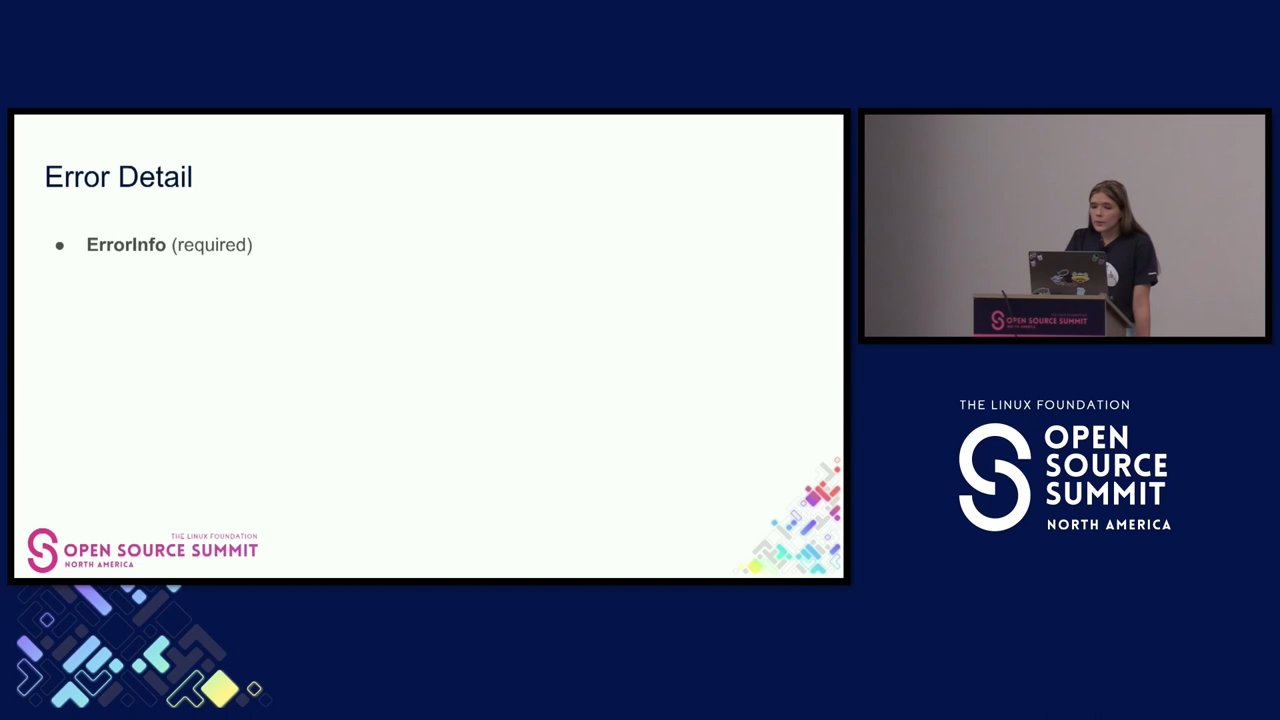 Error Detail
● ErrorInfo (required)
THE LINUX FOUNDATION
OPEN SOURCE SUMMIT
NORTH AMERICA
OPEN SOURCE SUMMIT
THE LINUX FOUNDATION
OPEN
SOURCE
SUMMIT
NORTH AMERICA